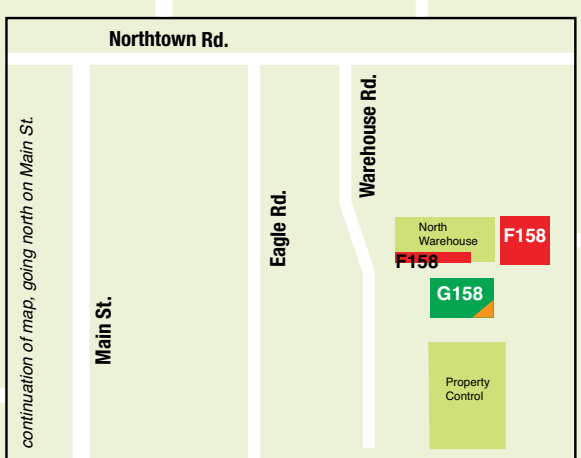 Northtown Rd.
continuation of map, going north on Main St.
Main St.
Eagle Rd.
Warehouse Rd.
North
Warehouse
F158
F158
G158
Property
Control